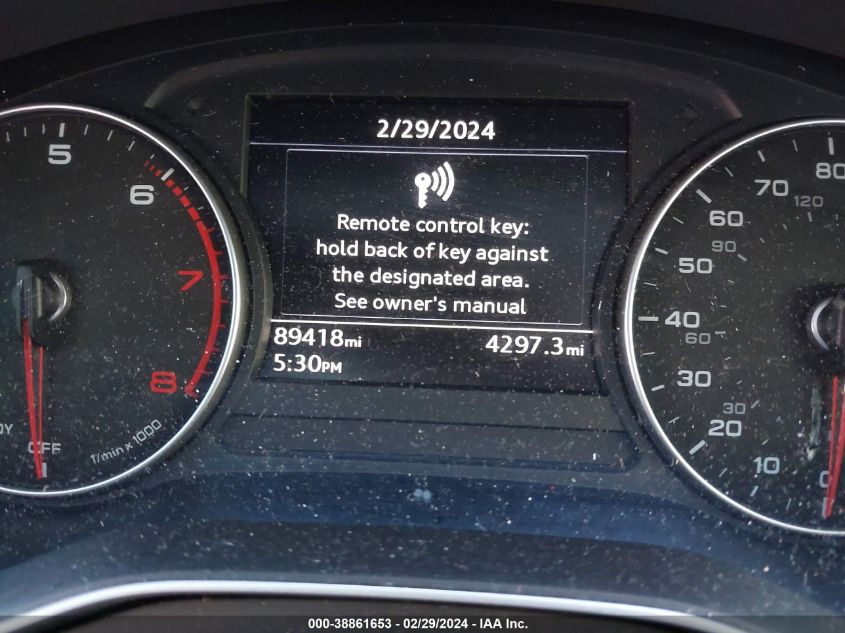 2/29/2024
Remote control key:
hold back of key against
the designated area.
See owner's manual
89418mi
4297.3mi
5:30PM
5
6
7
8
1/min x 1000
OFF
80
70
120
60
90
50
40
60
30
30
20
10
0
000-38861653 - 02/29/2024 - IAA Inc.